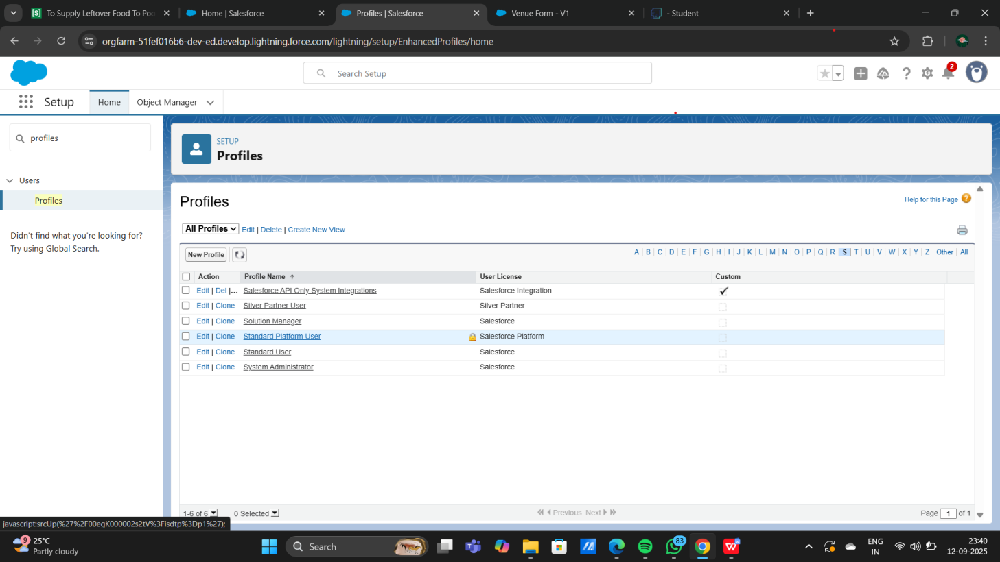 To Supply Leftover Food To Poo
Home | Salesforce
Profiles | Salesforce
Venue Form - V1
- Student
orgfarm-51fef016b6-dev-ed.develop.lightning.force.com/lightning/setup/EnhancedProfiles/home
Search Setup
2
Setup
Home
Object Manager
profiles
Users
Profiles
Didn't find what you're looking for?
Try using Global Search.
SETUP
Profiles
Profiles
Help for this Page
All Profiles Edit | Delete | Create New View
New Profile
A | B | C | D | E | F | G | H | I | J | K | L | M | N | O | P | Q | R | S | T | U | V | W | X | Y | Z | Other | All
Action Profile Name User License Custom
Edit | Del |... Salesforce API Only System Integrations Salesforce Integration
Edit | Clone Silver Partner User Silver Partner
Edit | Clone Solution Manager Salesforce
Edit | Clone Standard Platform User Salesforce Platform
Edit | Clone Standard User Salesforce
Edit | Clone System Administrator Salesforce
1-6 of 6 0 Selected Previous Next Page 1 of 1
javascript:srcUp(%27%2F00egK000002s2tV%3Fisdtp%3Dp1%27);
9
25°C
Partly cloudy
Search
83
ENG
IN
23:40
12-09-2025